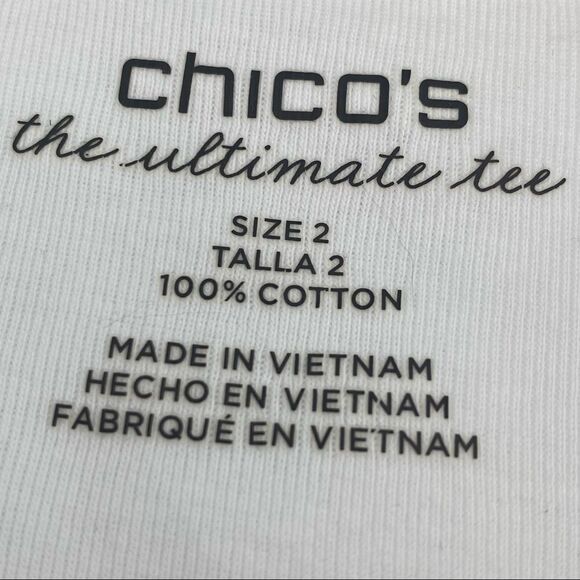 chico's
the ultimate tee
SIZE 2
TALLA 2
100% COTTON
MADE IN VIETNAM
HECHO EN VIETNAM
FABRIQUÉ EN VIETNAM